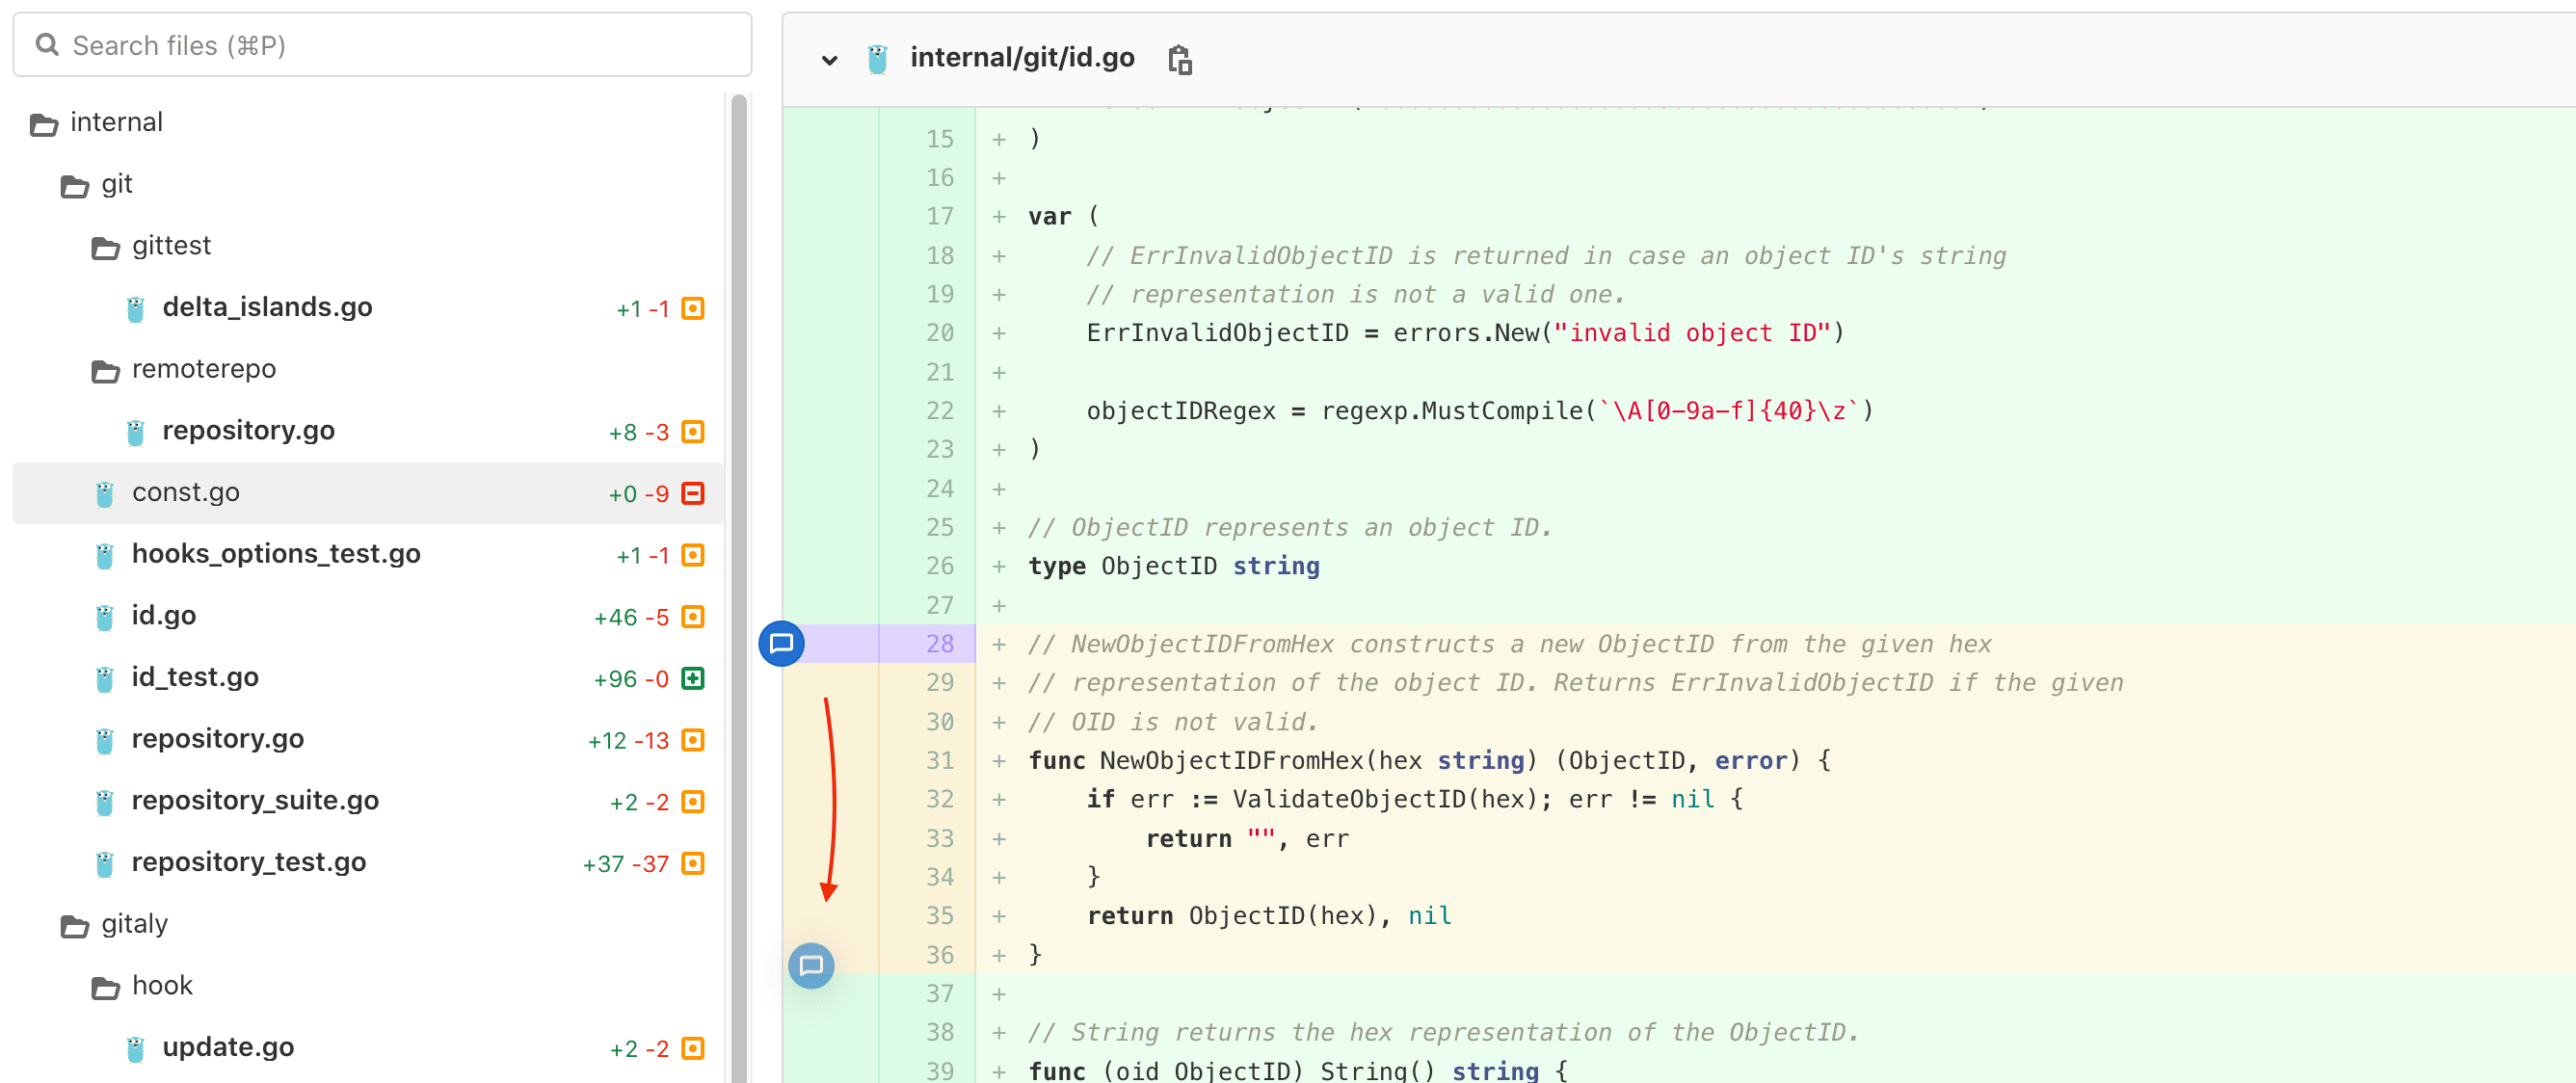 Search files (⌘P)
internal
git
gittest
delta_islands.go +1 -1
remoterepo
repository.go +8 -3
const.go +0 -9
hooks_options_test.go +1 -1
id.go +46 -5
id_test.go +96 -0
repository.go +12 -13
repository_suite.go +2 -2
repository_test.go +37 -37
gitaly
hook
update.go +2 -2
internal/git/id.go
15 + )
16 +
17 + var (
18 +     // ErrInvalidObjectID is returned in case an object ID's string
19 +     // representation is not a valid one.
20 +     ErrInvalidObjectID = errors.New("invalid object ID")
21 +
22 +     objectIDRegex = regexp.MustCompile(`\A[0-9a-f]{40}\z`)
23 + )
24 +
25 + // ObjectID represents an object ID.
26 + type ObjectID string
27 +
28 + // NewObjectIDFromHex constructs a new ObjectID from the given hex
29 + // representation of the object ID. Returns ErrInvalidObjectID if the given
30 + // OID is not valid.
31 + func NewObjectIDFromHex(hex string) (ObjectID, error) {
32 +     if err := ValidateObjectID(hex); err != nil {
33 +         return "", err
34 +     }
35 +     return ObjectID(hex), nil
36 + }
37 +
38 + // String returns the hex representation of the ObjectID.
39 + func (oid ObjectID) String() string {